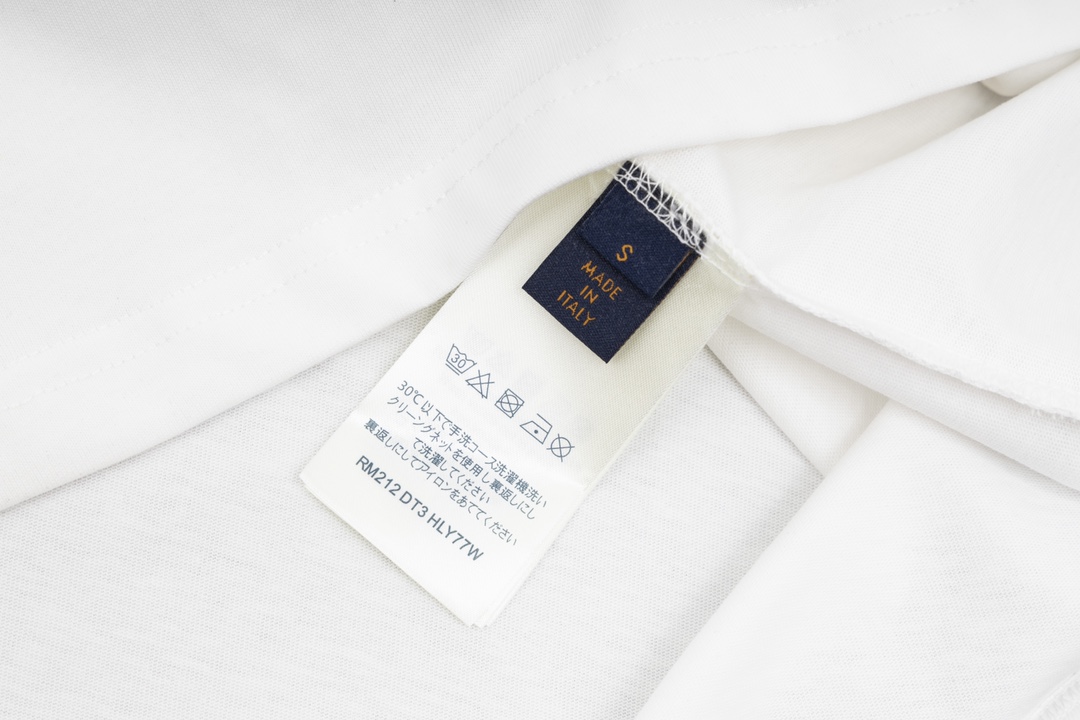 S
MADE
IN
ITALY
30
30℃以下で手洗コース洗濯機洗い
クリーングネットを使用し裏返しにし
て洗濯してください
裏返しにしてアイロンをあててください
RM212 DT3 HLY77W